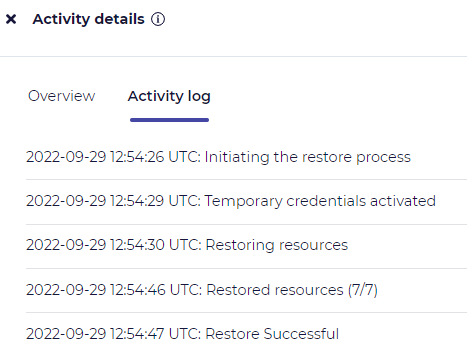 Activity details
Overview Activity log
2022-09-29 12:54:26 UTC: Initiating the restore process
2022-09-29 12:54:29 UTC: Temporary credentials activated
2022-09-29 12:54:30 UTC: Restoring resources
2022-09-29 12:54:46 UTC: Restored resources (7/7)
2022-09-29 12:54:47 UTC: Restore Successful